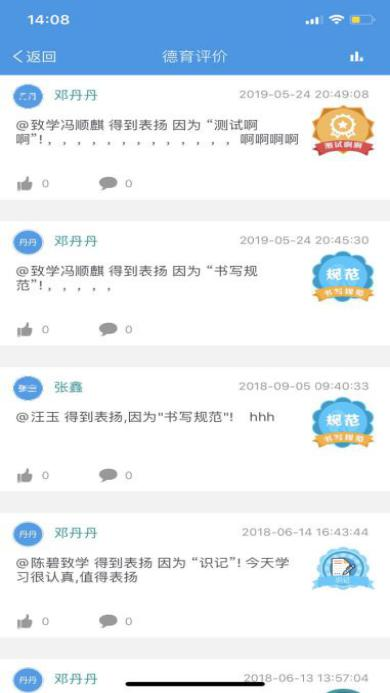 14:08
返回
德育评价
丹丹
邓丹丹
2019-05-24 20:49:08
@致学冯顺麒 得到表扬 因为 “测试啊
啊”!, , , , , , , , , , , , , 啊啊啊啊
测试啊啊
0
0
丹丹
邓丹丹
2019-05-24 20:45:30
@致学冯顺麒 得到表扬 因为 “书写规
范”!, , , , ,
规范
书写规范
0
0
张鑫
2018-09-05 09:40:33
@汪玉 得到表扬,因为"书写规范"! hhh
规范
书写规范
0
0
丹丹
邓丹丹
2018-06-14 16:43:44
@陈碧致学 得到表扬 因为 “识记”! 今天学
习很认真,值得表扬
识记
0
0
丹丹
邓丹丹
2018-06-13 13:57:04